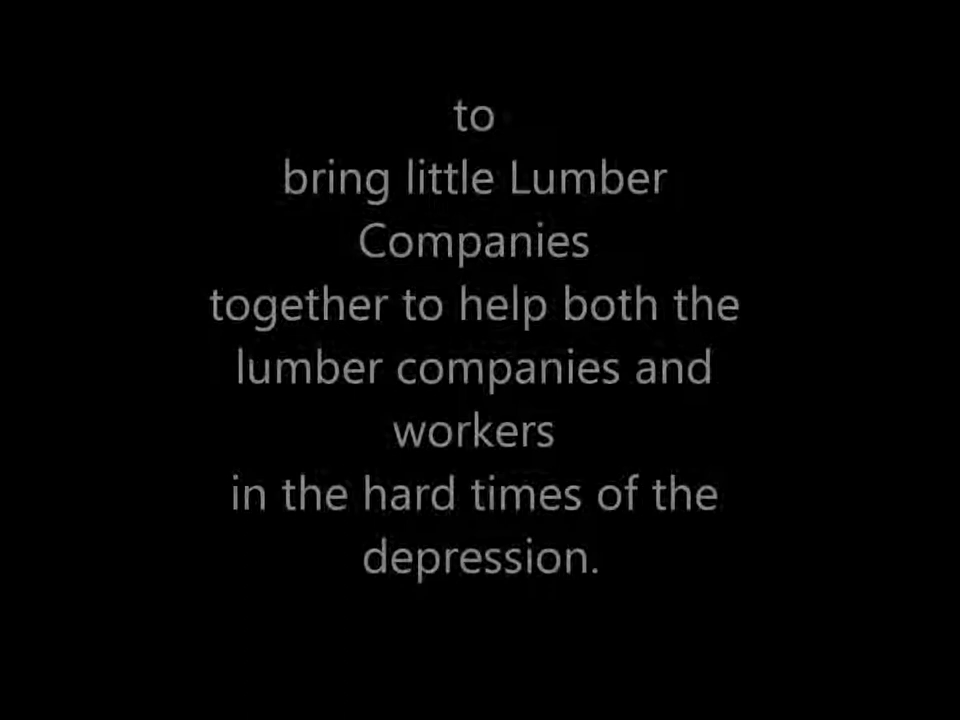 to
bring little Lumber
Companies
together to help both the
lumber companies and
workers
in the hard times of the
depression.